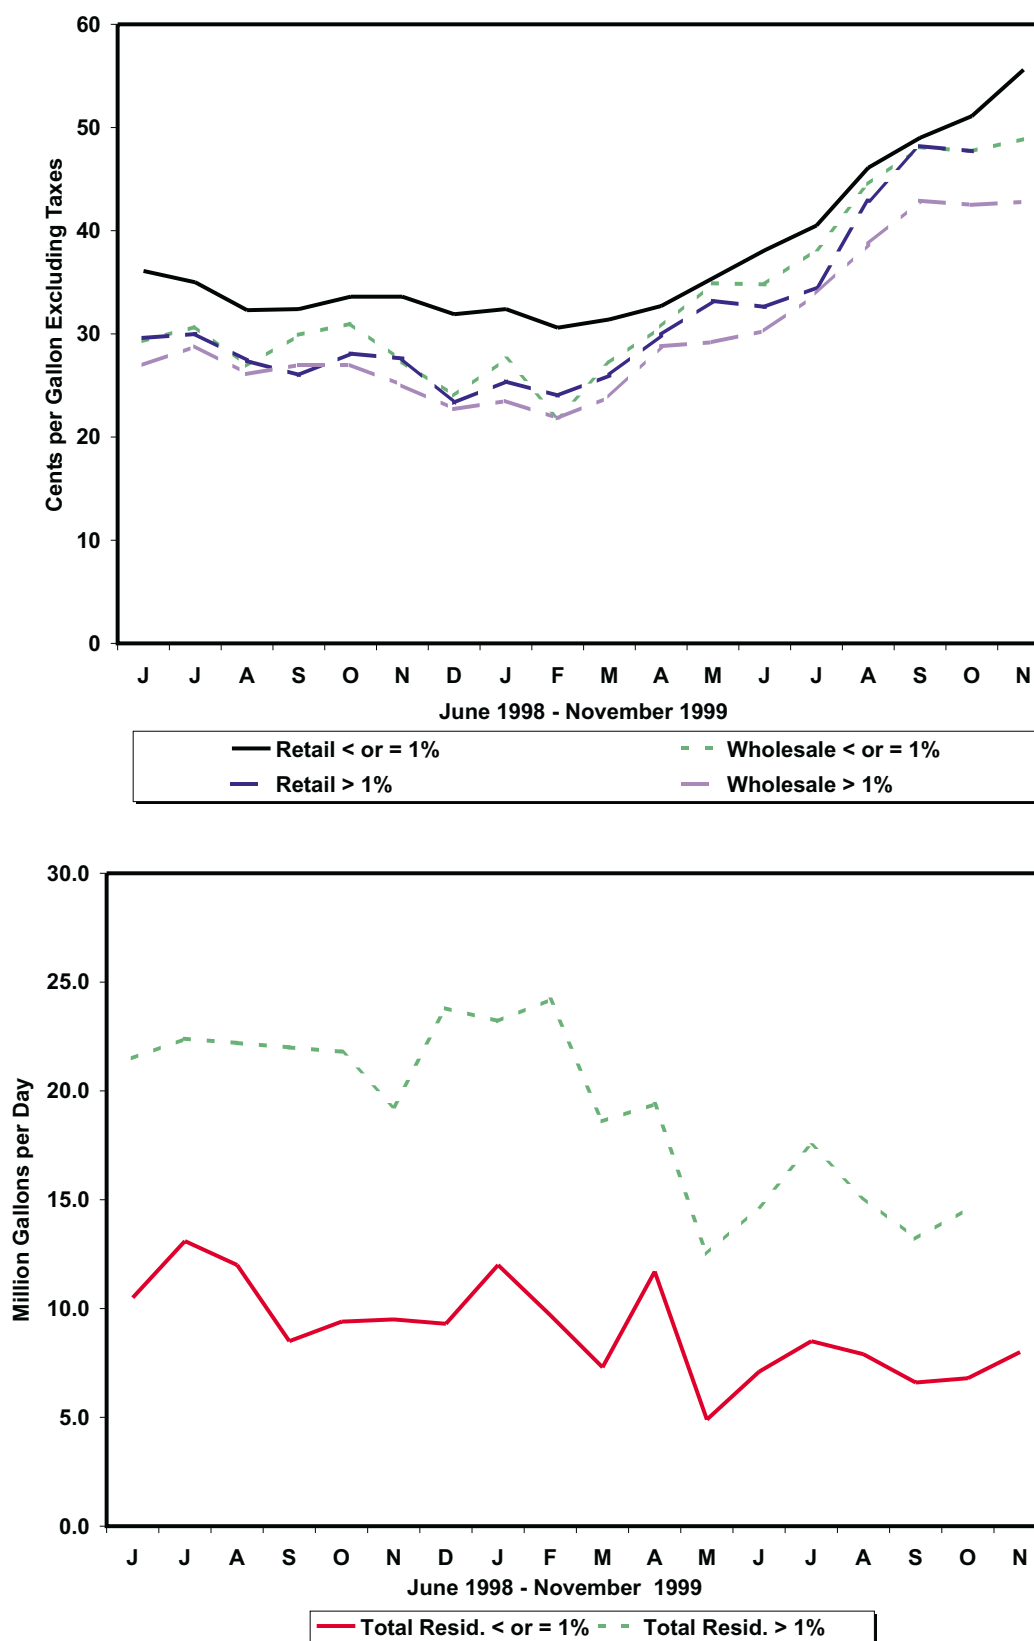 60
50
40
30
20
10
0
Cents per Gallon Excluding Taxes
J J A S O N D J F M A M J J A S O N
June 1998 - November 1999
Retail < or = 1% Wholesale < or = 1%
Retail > 1% Wholesale > 1%
30.0
25.0
20.0
15.0
10.0
5.0
0.0
Million Gallons per Day
J J A S O N D J F M A M J J A S O N
June 1998 - November 1999
Total Resid. < or = 1% Total Resid. > 1%